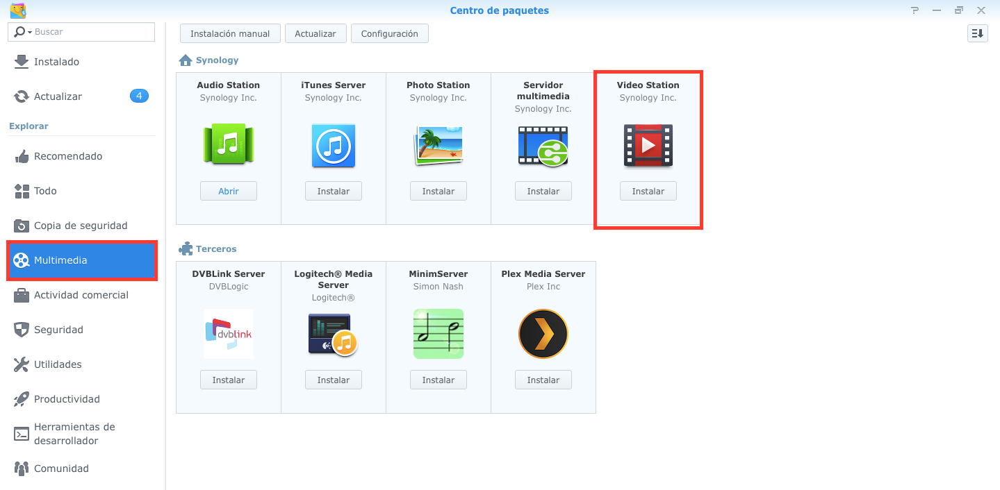 Centro de paquetes
Buscar
Instalado
Actualizar
4
Explorar
Recomendado
Todo
Copia de seguridad
Multimedia
Actividad comercial
Seguridad
Utilidades
Productividad
Herramientas de
desarrollador
Comunidad
Instalación manual
Actualizar
Configuración
Synology
Audio Station
Synology Inc.
Abrir
iTunes Server
Synology Inc.
Instalar
Photo Station
Synology Inc.
Instalar
Servidor
multimedia
Synology Inc.
Instalar
Video Station
Synology Inc.
Instalar
Terceros
DVBLink Server
DVBLogic
dvblink
Instalar
Logitech® Media
Server
Logitech®
Instalar
MinimServer
Simon Nash
Instalar
Plex Media Server
Plex Inc
Instalar